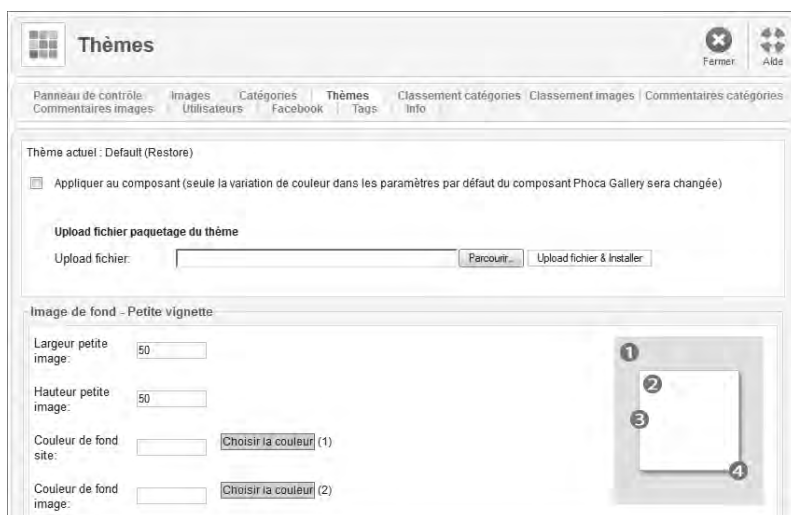 Thèmes
Fermer
Aide
Panneau de contrôle Images Catégories Thèmes Classement catégories Classement images Commentaires catégories
Commentaires images Utilisateurs Facebook Tags Info
Thème actuel : Default (Restore)
Appliquer au composant (seule la variation de couleur dans les paramètres par défaut du composant Phoca Gallery sera changée)
Upload fichier paquetage du thème
Upload fichier: Parcourir... Upload fichier & Installer
Image de fond - Petite vignette
Largeur petite
image: 50
Hauteur petite
image: 50
Couleur de fond
site: Choisir la couleur (1)
Couleur de fond
image: Choisir la couleur (2)
1
2
3
4